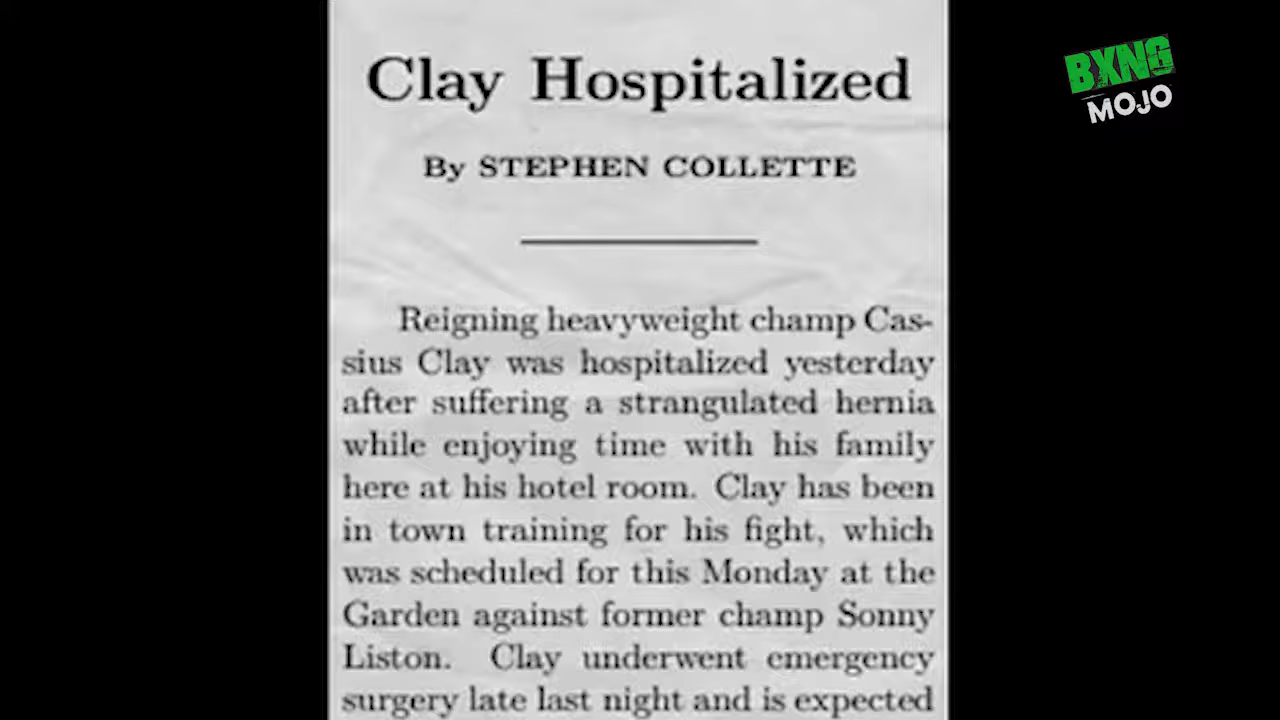 BXNG
MOJO
Clay Hospitalized
By STEPHEN COLLETTE
Reigning heavyweight champ Cas-
sius Clay was hospitalized yesterday
after suffering a strangulated hernia
while enjoying time with his family
here at his hotel room. Clay has been
in town training for his fight, which
was scheduled for this Monday at the
Garden against former champ Sonny
Liston. Clay underwent emergency
surgery late last night and is expected